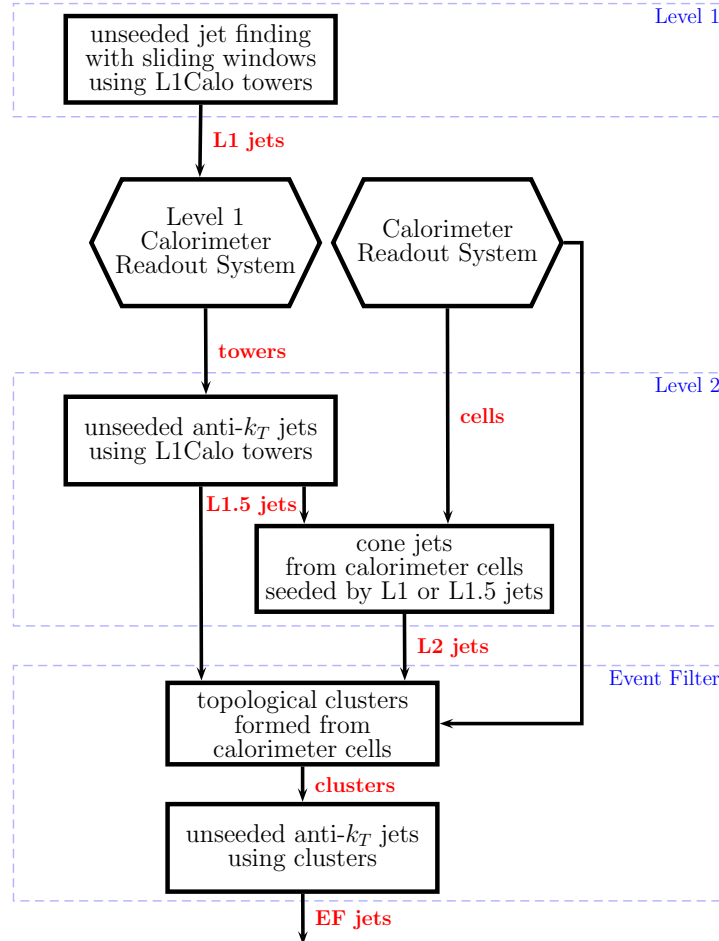 Level 1
unseeded jet finding
with sliding windows
using L1Calo towers
L1 jets
Level 1
Calorimeter
Readout System
Calorimeter
Readout System
towers
Level 2
cells
unseeded anti-k_T jets
using L1Calo towers
L1.5 jets
cone jets
from calorimeter cells
seeded by L1 or L1.5 jets
L2 jets
Event Filter
topological clusters
formed from
calorimeter cells
clusters
unseeded anti-k_T jets
using clusters
EF jets